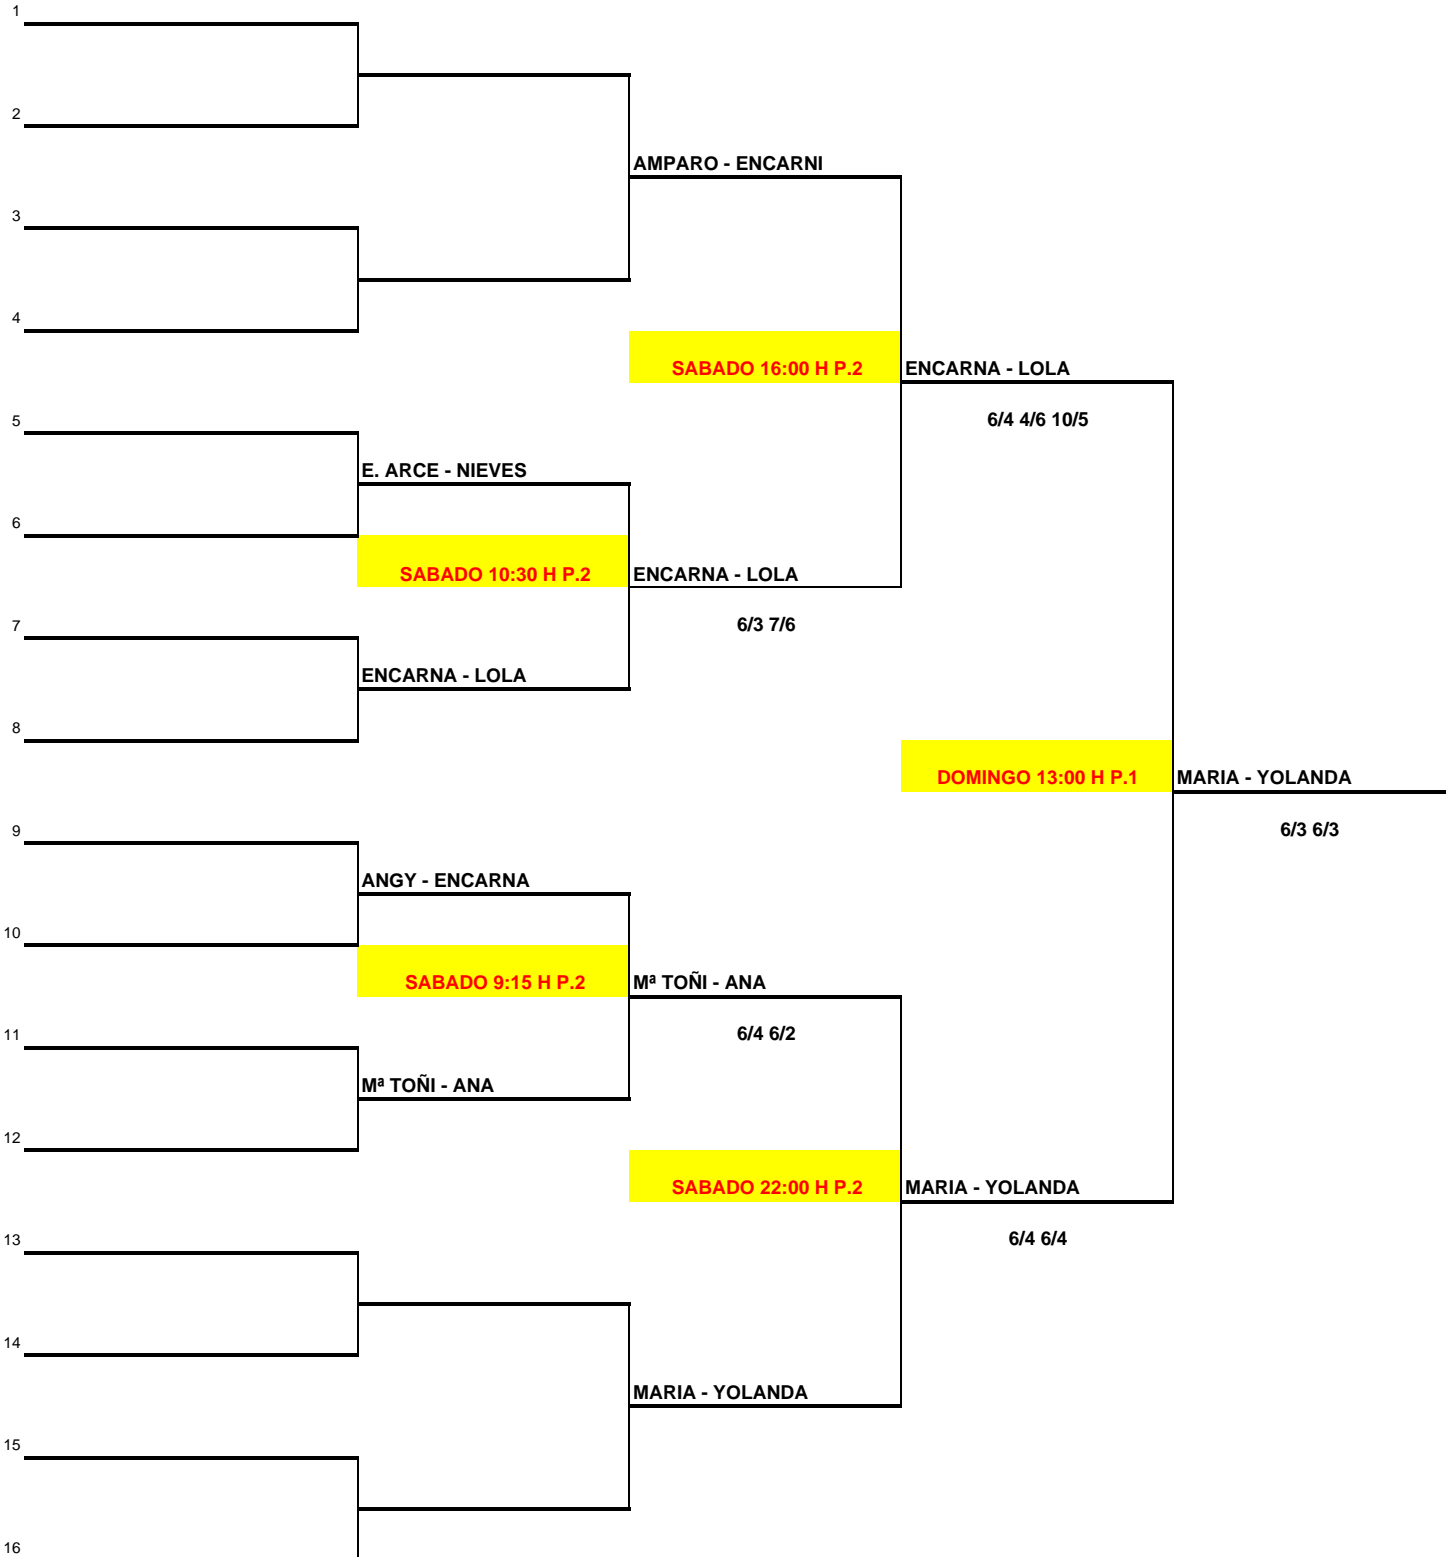 1
2
AMPARO - ENCARNI
3
4
SABADO 16:00 H P.2
ENCARNA - LOLA
6/4 4/6 10/5
5
E. ARCE - NIEVES
6
SABADO 10:30 H P.2
ENCARNA - LOLA
6/3 7/6
7
ENCARNA - LOLA
8
DOMINGO 13:00 H P.1
MARIA - YOLANDA
6/3 6/3
9
ANGY - ENCARNA
10
SABADO 9:15 H P.2
Mª TOÑI - ANA
6/4 6/2
11
Mª TOÑI - ANA
12
SABADO 22:00 H P.2
MARIA - YOLANDA
6/4 6/4
13
14
MARIA - YOLANDA
15
16